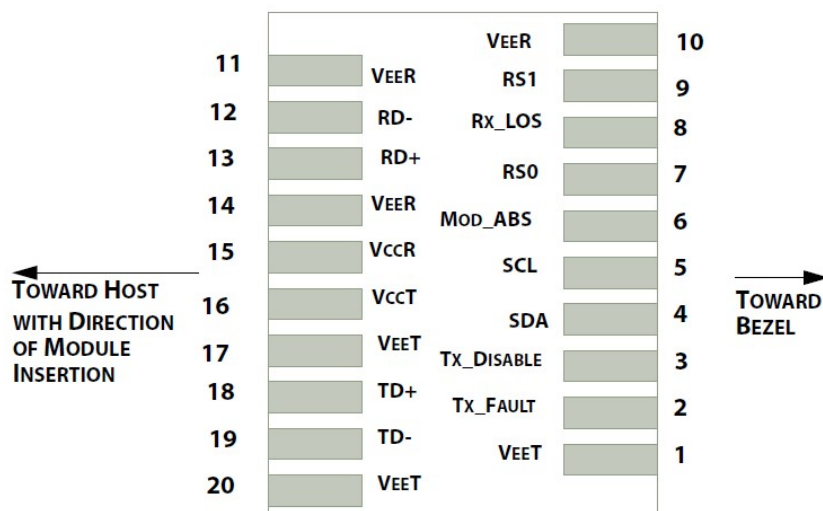 VEER 10
11 VEER
RS1 9
12 RD-
RX_LOS 8
13 RD+
RS0 7
14 VEER
MOD_ABS 6
15 VCCR
SCL 5
TOWARD HOST
WITH DIRECTION
OF MODULE
INSERTION
TOWARD
BEZEL
16 VCCT
SDA 4
17 VEET
TX_DISABLE 3
18 TD+
TX_FAULT 2
19 TD-
VEET 1
20 VEET